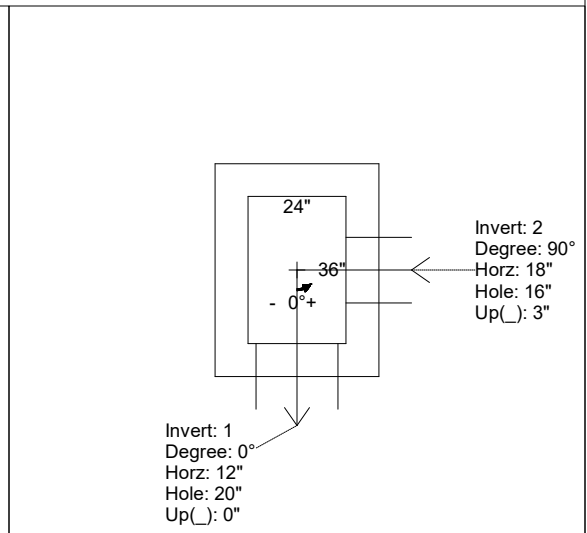 24"
36"
- 0°+
Invert: 2
Degree: 90°
Horz: 18"
Hole: 16"
Up(_): 3"
Invert: 1
Degree: 0°
Horz: 12"
Hole: 20"
Up(_): 0"